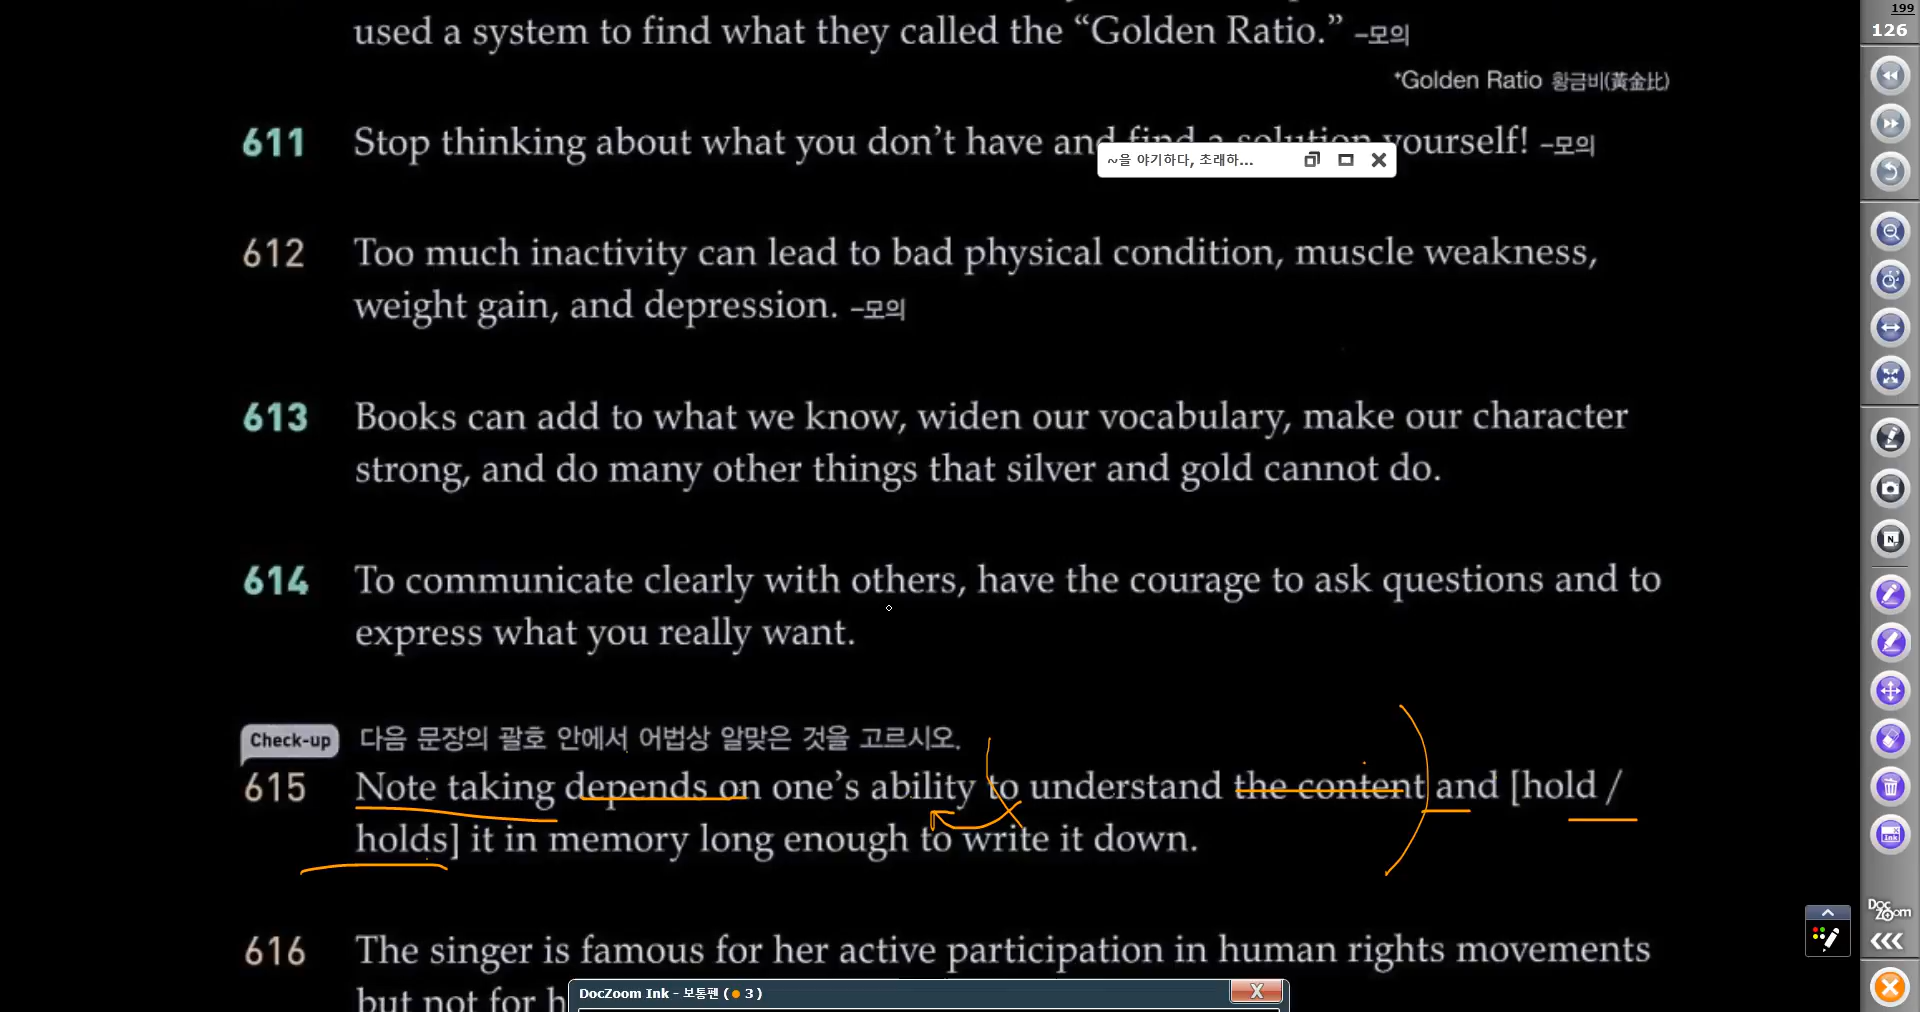 used a system to find what they called the “Golden Ratio.” –모의
*Golden Ratio 황금비(黃金比)
611 Stop thinking about what you don’t have and find a solution yourself! –모의
~을 야기하다, 초래하...
612 Too much inactivity can lead to bad physical condition, muscle weakness,
weight gain, and depression. –모의
613 Books can add to what we know, widen our vocabulary, make our character
strong, and do many other things that silver and gold cannot do.
614 To communicate clearly with others, have the courage to ask questions and to
express what you really want.
Check-up 다음 문장의 괄호 안에서 어법상 알맞은 것을 고르시오.
615 Note taking depends on one’s ability to understand the content and [hold /
holds] it in memory long enough to write it down.
616 The singer is famous for her active participation in human rights movements
but not for
DocZoom Ink - 보통펜 ( 3 )
199
126
N
Ink
DocZoom